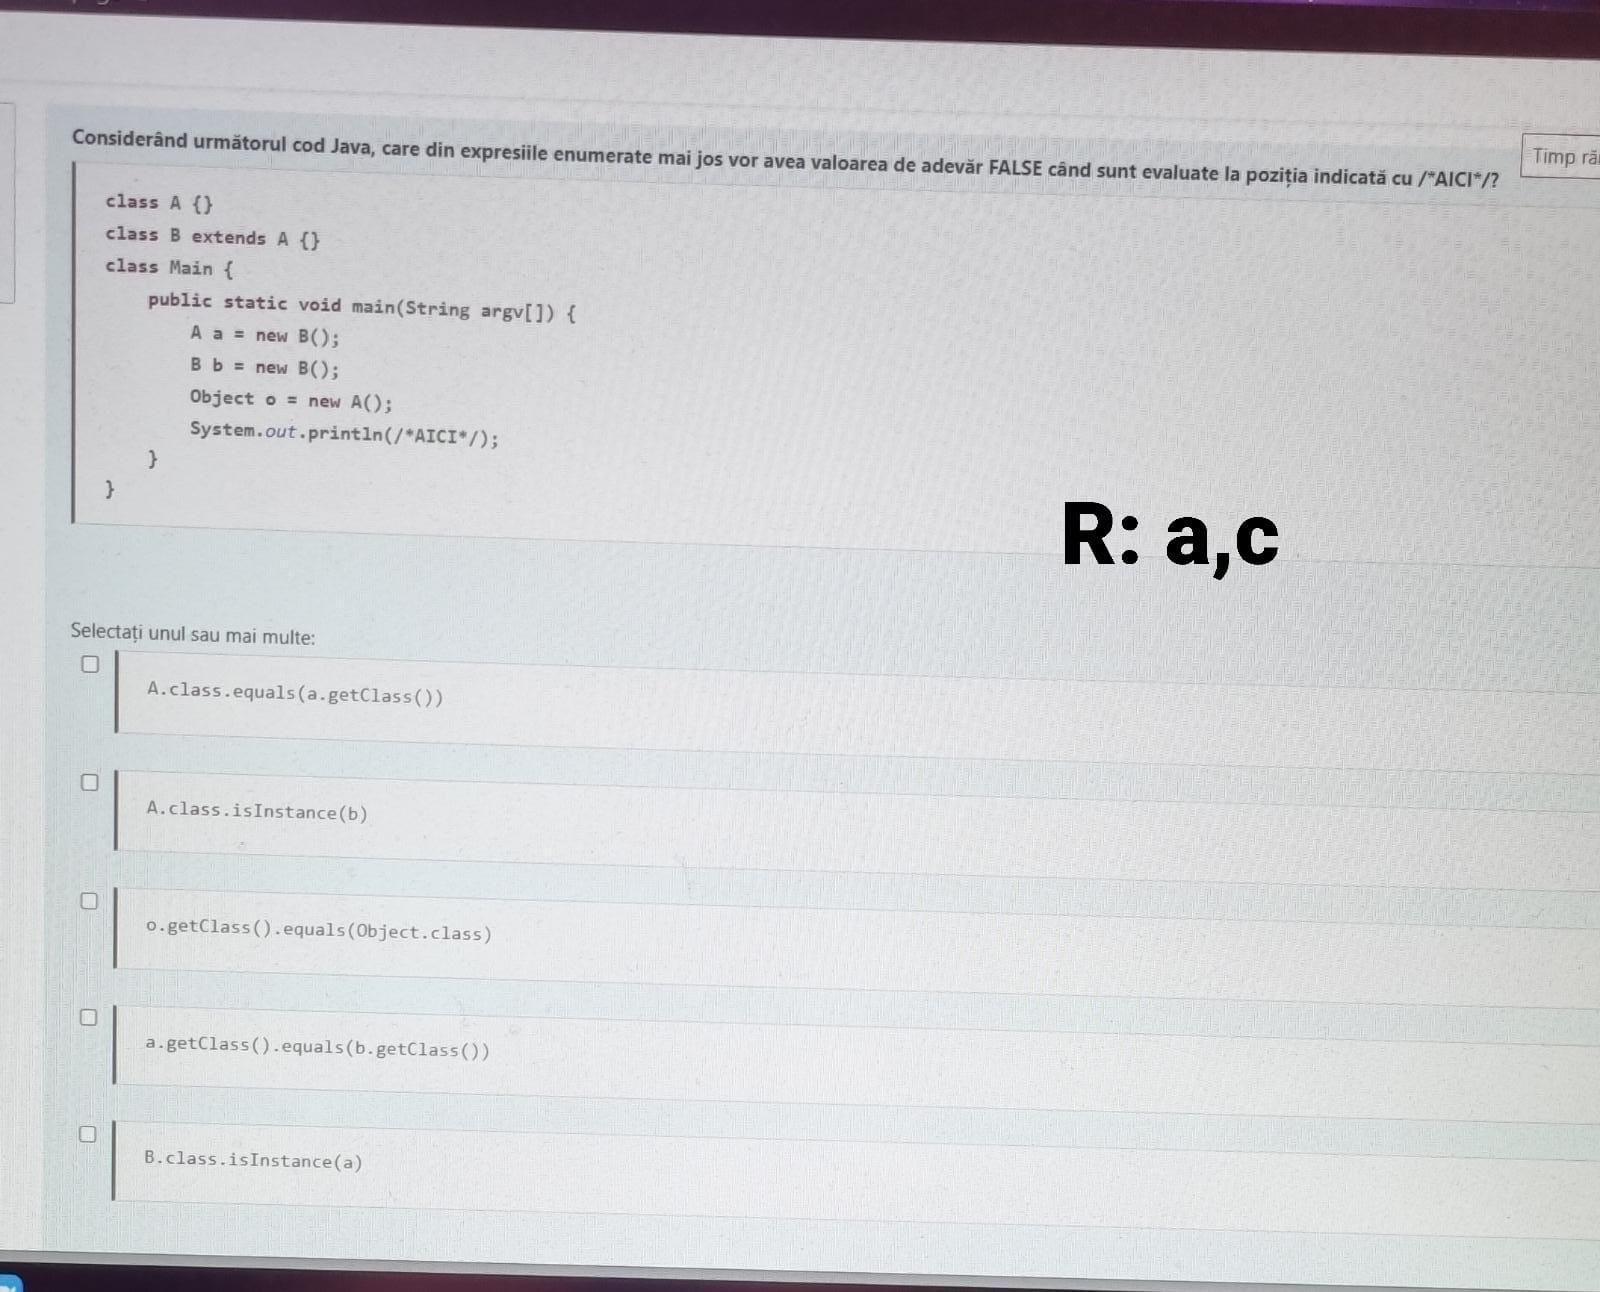 Considerând următorul cod Java, care din expresiile enumerate mai jos vor avea valoarea de adevăr FALSE când sunt evaluate la poziția indicată cu /*AICI*/?
Timp ră
class A {}
class B extends A {}
class Main {
public static void main(String argv[]) {
A a = new B();
B b = new B();
Object o = new A();
System.out.println(/*AICI*/);
}
}
R: a,c
Selectați unul sau mai multe:
A.class.equals(a.getClass())
A.class.isInstance(b)
o.getClass().equals(Object.class)
a.getClass().equals(b.getClass())
B.class.isInstance(a)